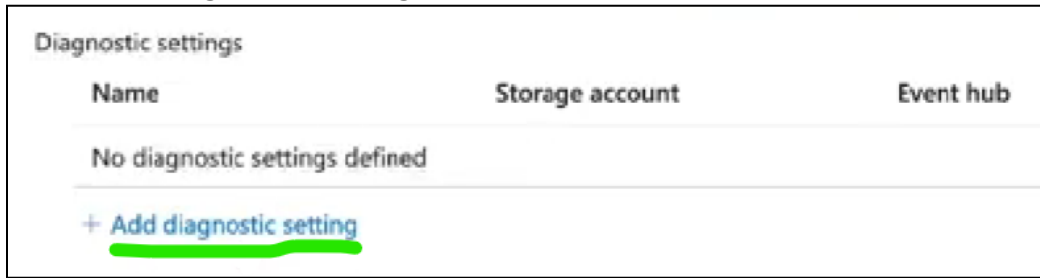 Diagnostic settings
Name Storage account Event hub
No diagnostic settings defined
+ Add diagnostic setting